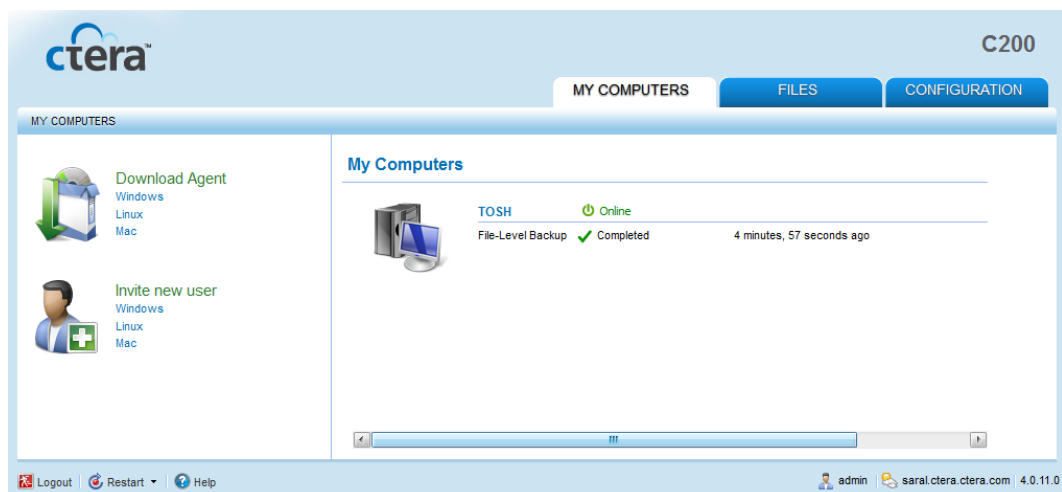 ctera™
C200
MY COMPUTERS FILES CONFIGURATION
MY COMPUTERS
Download Agent
Windows
Linux
Mac
Invite new user
Windows
Linux
Mac
My Computers
TOSH Online
File-Level Backup Completed 4 minutes, 57 seconds ago
Logout Restart Help admin saral.ctera.ctera.com 4.0.11.0